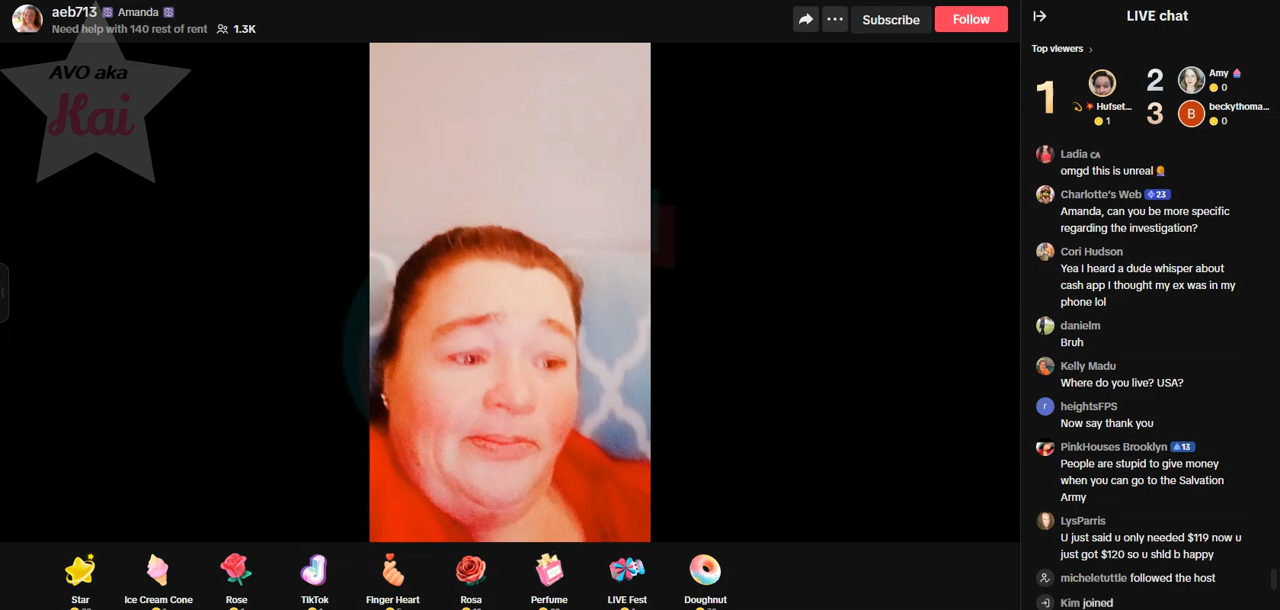 aeb713 Amanda
Need help with 140 rest of rent 1.3K
Subscribe
Follow
AVO aka
Kai
LIVE chat
Top viewers
1
Hufset...
1
2
Amy
0
3
B
beckythoma...
0
Ladia CA
omgd this is unreal
Charlotte's Web 23
Amanda, can you be more specific
regarding the investigation?
Cori Hudson
Yea I heard a dude whisper about
cash app I thought my ex was in my
phone lol
danielm
Bruh
Kelly Madu
Where do you live? USA?
r
heightsFPS
Now say thank you
PinkHouses Brooklyn 13
People are stupid to give money
when you can go to the Salvation
Army
LysParris
U just said u only needed $119 now u
just got $120 so u shld b happy
micheletuttle followed the host
Kim joined
Star
Ice Cream Cone
Rose
TikTok
Finger Heart
Rosa
Perfume
LIVE Fest
Doughnut